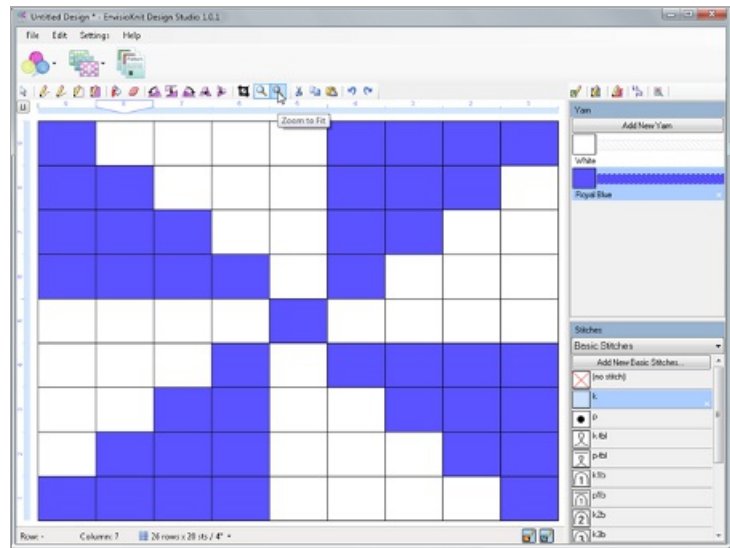 Untitled Design * - EnvisioKnit Design Studio 1.0.1
File Edit Settings Help
Zoom to Fit
Yarn
Add New Yarn
White
Royal Blue
Stitches
Basic Stitches
Add New Basic Stitches...
(no stitch)
k
p
k-tbl
p-tbl
k1b
p1b
k2b
k3b
Row: - Column: 7 26 rows x 28 sts / 4"